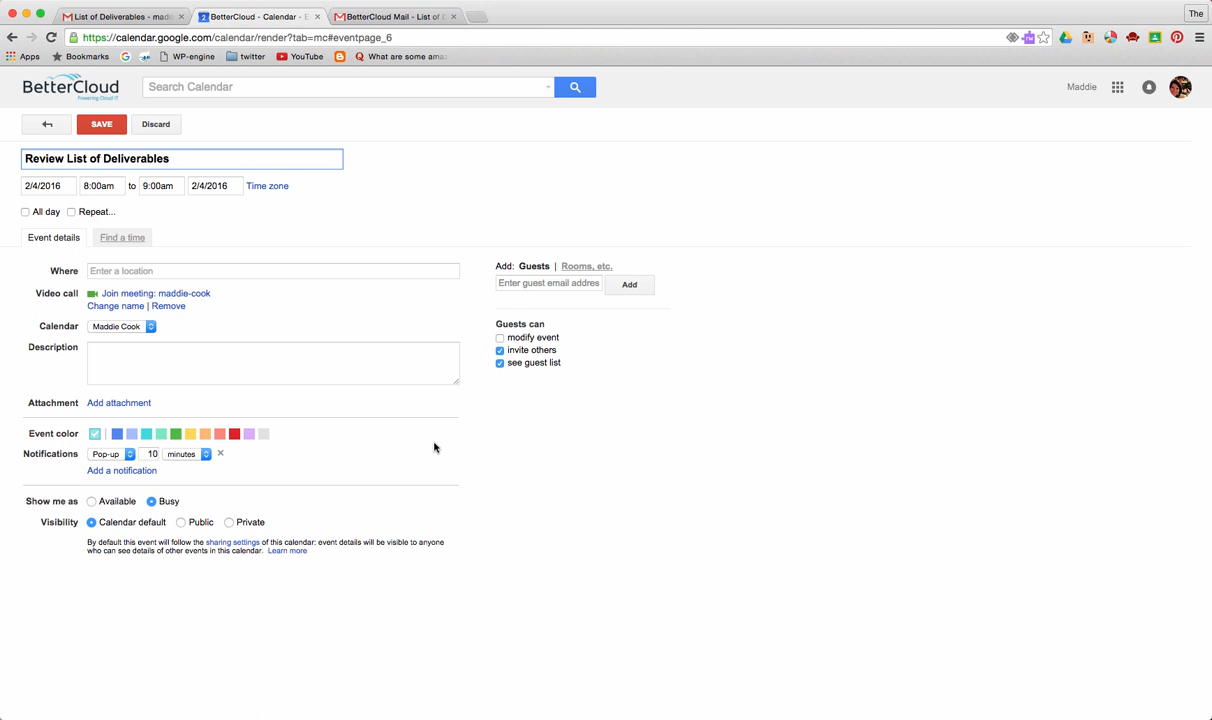 List of Deliverables - mad
BetterCloud - Calendar - E
BetterCloud Mail - List of
The
https://calendar.google.com/calendar/render?tab=mc#eventpage_6
Apps Bookmarks WP-engine twitter YouTube What are some ama
BetterCloud
Powering Cloud IT
Search Calendar
Maddie
SAVE
Discard
Review List of Deliverables
2/4/2016 8:00am to 9:00am 2/4/2016 Time zone
All day Repeat...
Event details Find a time
Where Enter a location
Video call Join meeting: maddie-cook
Change name | Remove
Calendar Maddie Cook
Description
Attachment Add attachment
Event color
Notifications Pop-up 10 minutes
Add a notification
Show me as Available Busy
Visibility Calendar default Public Private
By default this event will follow the sharing settings of this calendar: event details will be visible to anyone
who can see details of other events in this calendar. Learn more
Add: Guests | Rooms, etc.
Enter guest email addres Add
Guests can
modify event
invite others
see guest list